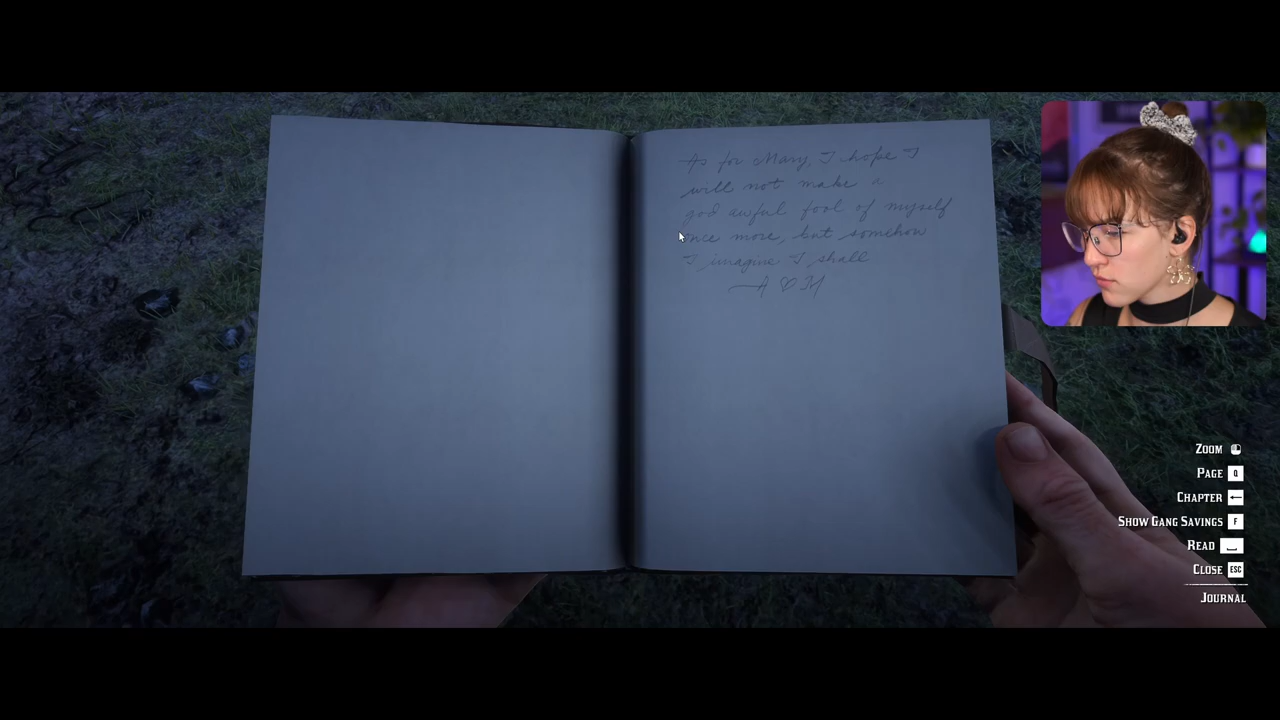 As for Mary, I hope I
will not make a
god awful fool of myself
once more, but somehow
I imagine I shall
A ♡ M
ZOOM
PAGE Q
CHAPTER ←
SHOW GANG SAVINGS F
READ
CLOSE ESC
JOURNAL